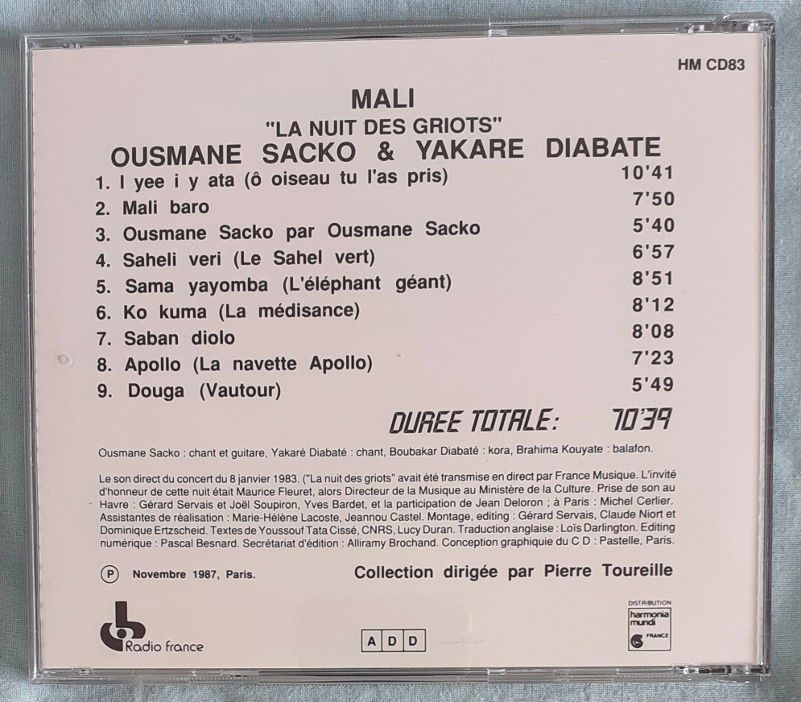 HM CD83
MALI
"LA NUIT DES GRIOTS"
OUSMANE SACKO & YAKARE DIABATE
1. I yee i y ata (ô oiseau tu l'as pris) 10'41
2. Mali baro 7'50
3. Ousmane Sacko par Ousmane Sacko 5'40
4. Saheli veri (Le Sahel vert) 6'57
5. Sama yayomba (L'éléphant géant) 8'51
6. Ko kuma (La médisance) 8'12
7. Saban diolo 8'08
8. Apollo (La navette Apollo) 7'23
9. Douga (Vautour) 5'49
DUREE TOTALE: 70'39
Ousmane Sacko : chant et guitare, Yakaré Diabaté : chant, Boubakar Diabaté : kora, Brahima Kouyate : balafon.
Le son direct du concert du 8 janvier 1983. ("La nuit des griots" avait été transmise en direct par France Musique. L'invité
d'honneur de cette nuit était Maurice Fleuret, alors Directeur de la Musique au Ministère de la Culture. Prise de son au
Havre : Gérard Servais et Joël Soupiron, Yves Bardet, et la participation de Jean Deloron ; à Paris : Michel Cerlier.
Assistantes de réalisation : Marie-Hélène Lacoste, Jeannou Castel. Montage, editing : Gérard Servais, Claude Niort et
Dominique Ertzscheid. Textes de Youssouf Tata Cissé, CNRS, Lucy Duran. Traduction anglaise : Loïs Darlington. Editing
numérique : Pascal Besnard. Secrétariat d'édition : Alliramy Brochand. Conception graphique du C D : Pastelle, Paris.
P Novembre 1987, Paris. Collection dirigée par Pierre Toureille
Radio france
A D D
DISTRIBUTION
harmonia
mundi
FRANCE